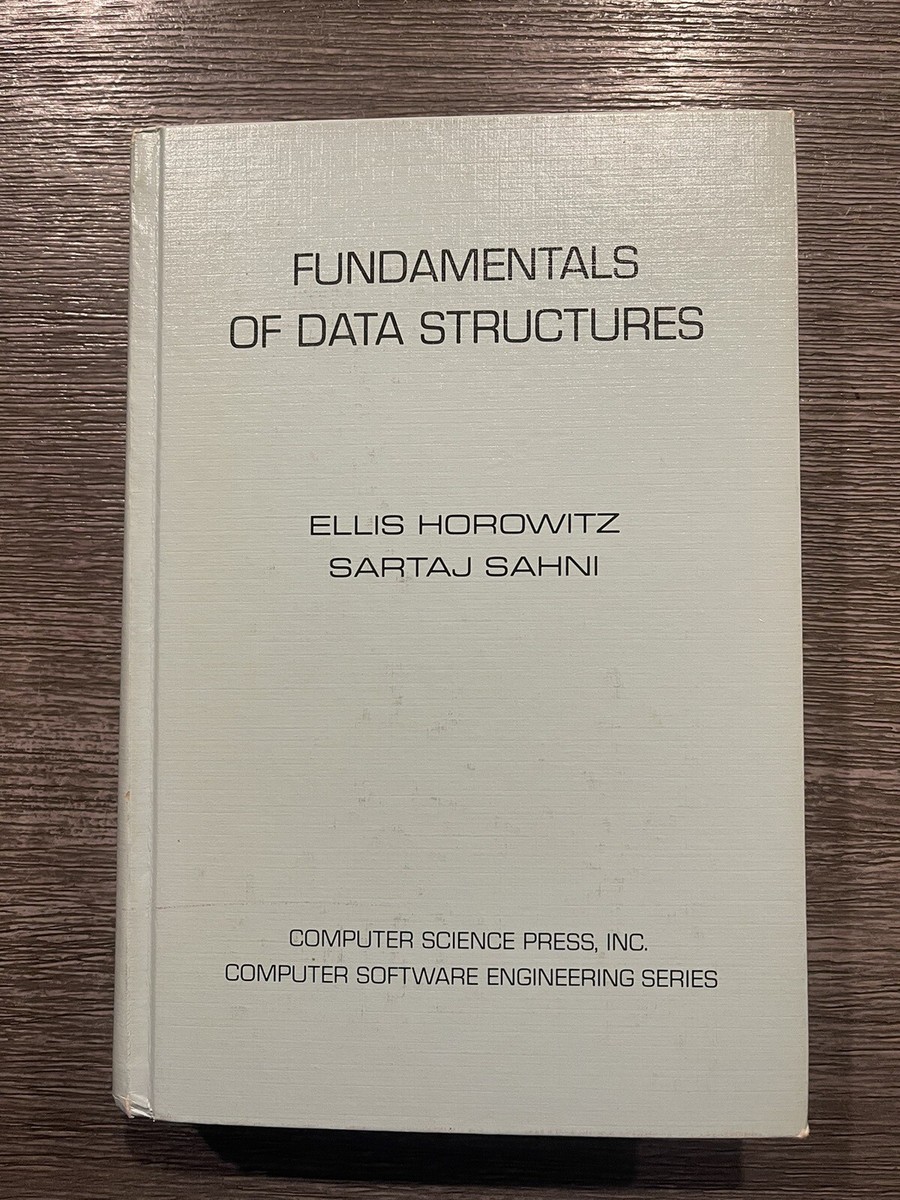 FUNDAMENTALS
OF DATA STRUCTURES
ELLIS HOROWITZ
SARTAJ SAHNI
COMPUTER SCIENCE PRESS, INC.
COMPUTER SOFTWARE ENGINEERING SERIES